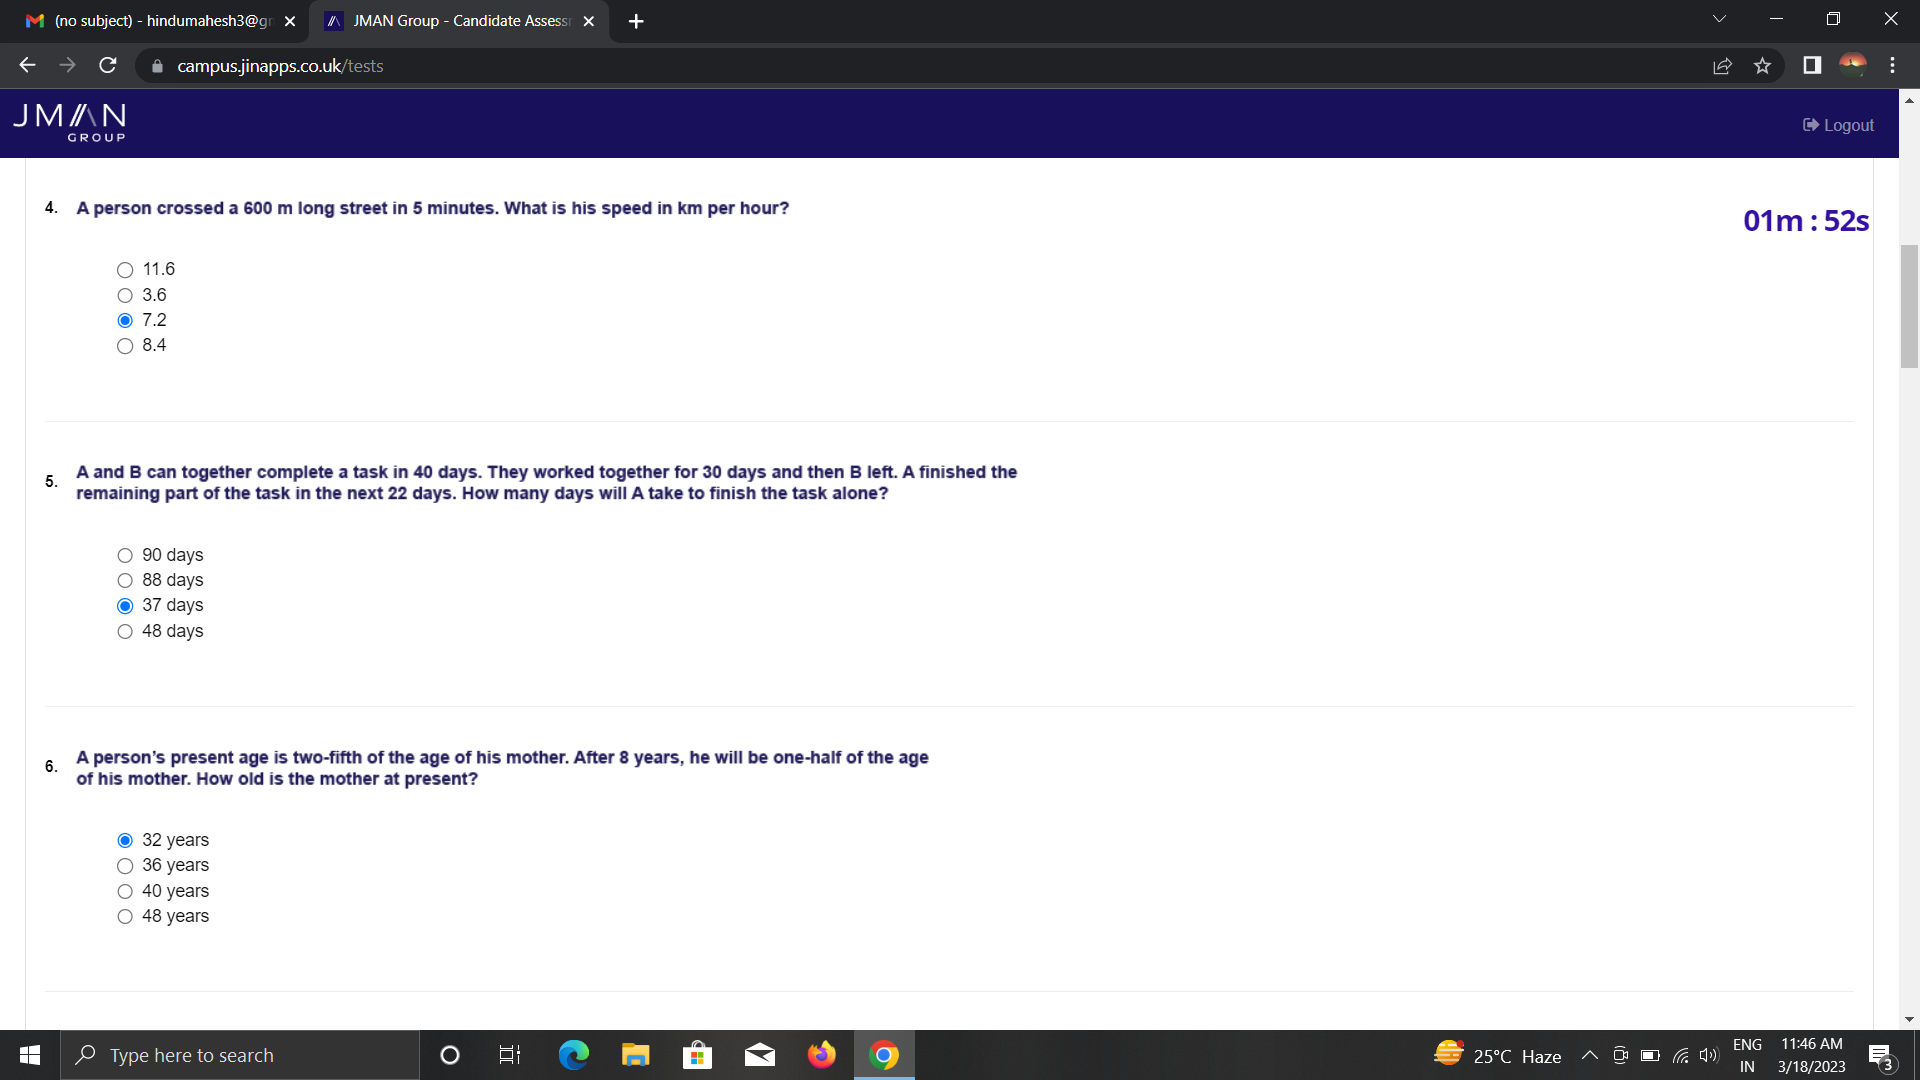 (no subject) - hindumahesh3@g
JMAN Group - Candidate Assess
campus.jinapps.co.uk/tests
JMAN
GROUP
Logout
4. A person crossed a 600 m long street in 5 minutes. What is his speed in km per hour?
01m : 52s
11.6
3.6
7.2
8.4
5. A and B can together complete a task in 40 days. They worked together for 30 days and then B left. A finished the
remaining part of the task in the next 22 days. How many days will A take to finish the task alone?
90 days
88 days
37 days
48 days
6. A person’s present age is two-fifth of the age of his mother. After 8 years, he will be one-half of the age
of his mother. How old is the mother at present?
32 years
36 years
40 years
48 years
Type here to search
25°C Haze
ENG
IN
11:46 AM
3/18/2023
3